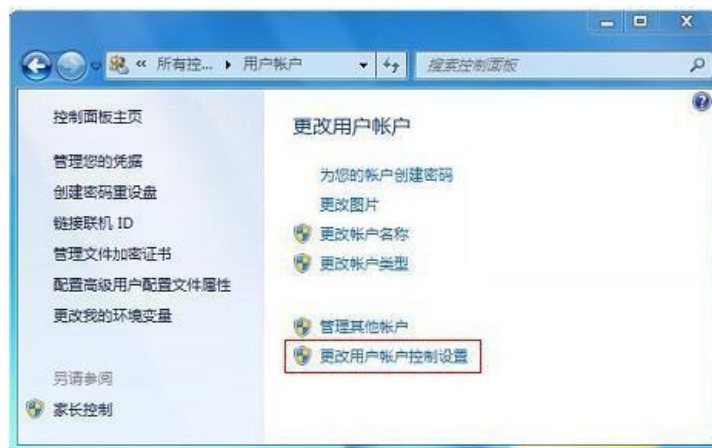 « 所有控... ▸ 用户帐户
搜索控制面板
控制面板主页
管理您的凭据
创建密码重设盘
链接联机 ID
管理文件加密证书
配置高级用户配置文件属性
更改我的环境变量
另请参阅
家长控制
更改用户帐户
为您的帐户创建密码
更改图片
更改帐户名称
更改帐户类型
管理其他帐户
更改用户帐户控制设置